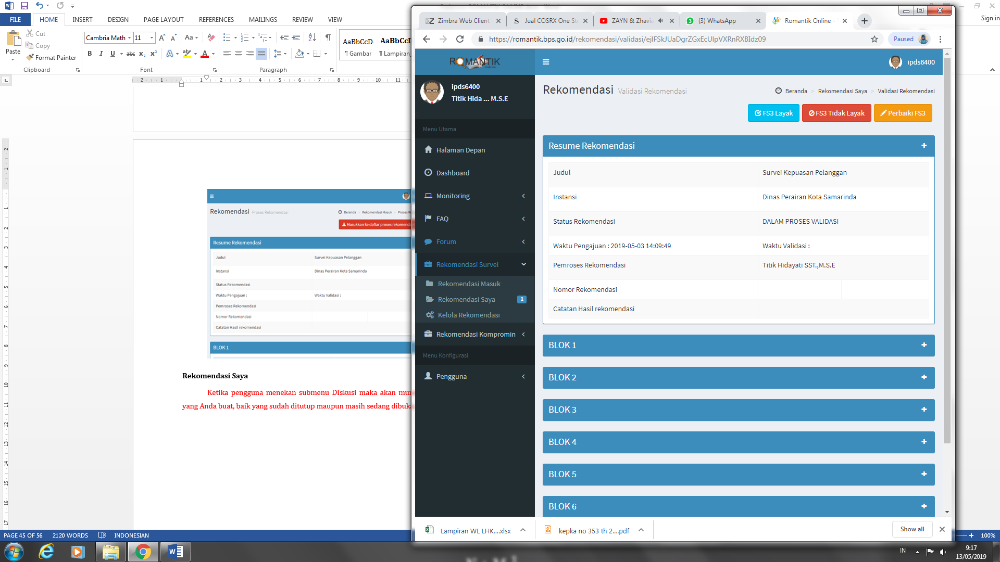 FILE
HOME
INSERT
DESIGN
PAGE LAYOUT
REFERENCES
MAILINGS
REVIEW
VIEW
Sign in
Paste
Cut
Copy
Format Painter
Clipboard
Cambria Math
11
Font
Paragraph
AaBbCcD
¶ Gambar
AaBbCcD
¶ Lampiran
Rekomendasi Proses Rekomendasi
Beranda
Rekomendasi Masuk
Masukkan ke daftar proses rekomenda
Resume Rekomendasi
Judul
Survei Kepuasan Pelanggan
Instansi
Dinas Perairan Kota Samarinda
Status Rekomendasi
Waktu Pengajuan :
Waktu Validasi :
Pemroses Rekomendasi
Nomor Rekomendasi
Catatan Hasil rekomendasi
BLOK 1
Rekomendasi Saya
Ketika pengguna menekan submenu DIskusi maka akan mun
yang Anda buat, baik yang sudah ditutup maupun masih sedang dibuka
PAGE 45 OF 56
2120 WORDS
INDONESIAN
100%
Zimbra Web Client
Jual COSRX One Ste
ZAYN & Zhavia
(3) WhatsApp
Romantik Online -
https://romantik.bps.go.id/rekomendasi/validasi/ejlFSkJUaDgrZGxEcUlpVXRnRXBIdz09
Paused
ROMANTIK
online
ipds6400
ipds6400
Titik Hida ... M.S.E
Menu Utama
Halaman Depan
Dashboard
Monitoring
FAQ
Forum
Rekomendasi Survei
Rekomendasi Masuk
Rekomendasi Saya 1
Kelola Rekomendasi
Rekomendasi Kompromin
Menu Konfigurasi
Pengguna
Rekomendasi Validasi Rekomendasi
Beranda > Rekomendasi Saya > Validasi Rekomendasi
FS3 Layak
FS3 Tidak Layak
Perbaiki FS3
Resume Rekomendasi
Judul
Survei Kepuasan Pelanggan
Instansi
Dinas Perairan Kota Samarinda
Status Rekomendasi
DALAM PROSES VALIDASI
Waktu Pengajuan : 2019-05-03 14:09:49
Waktu Validasi :
Pemroses Rekomendasi
Titik Hidayati SST.,M.S.E
Nomor Rekomendasi
Catatan Hasil rekomendasi
BLOK 1
BLOK 2
BLOK 3
BLOK 4
BLOK 5
BLOK 6
Lampiran WL LHK....xlsx
kepka no 353 th 2....pdf
Show all
IN
9:17
13/05/2019